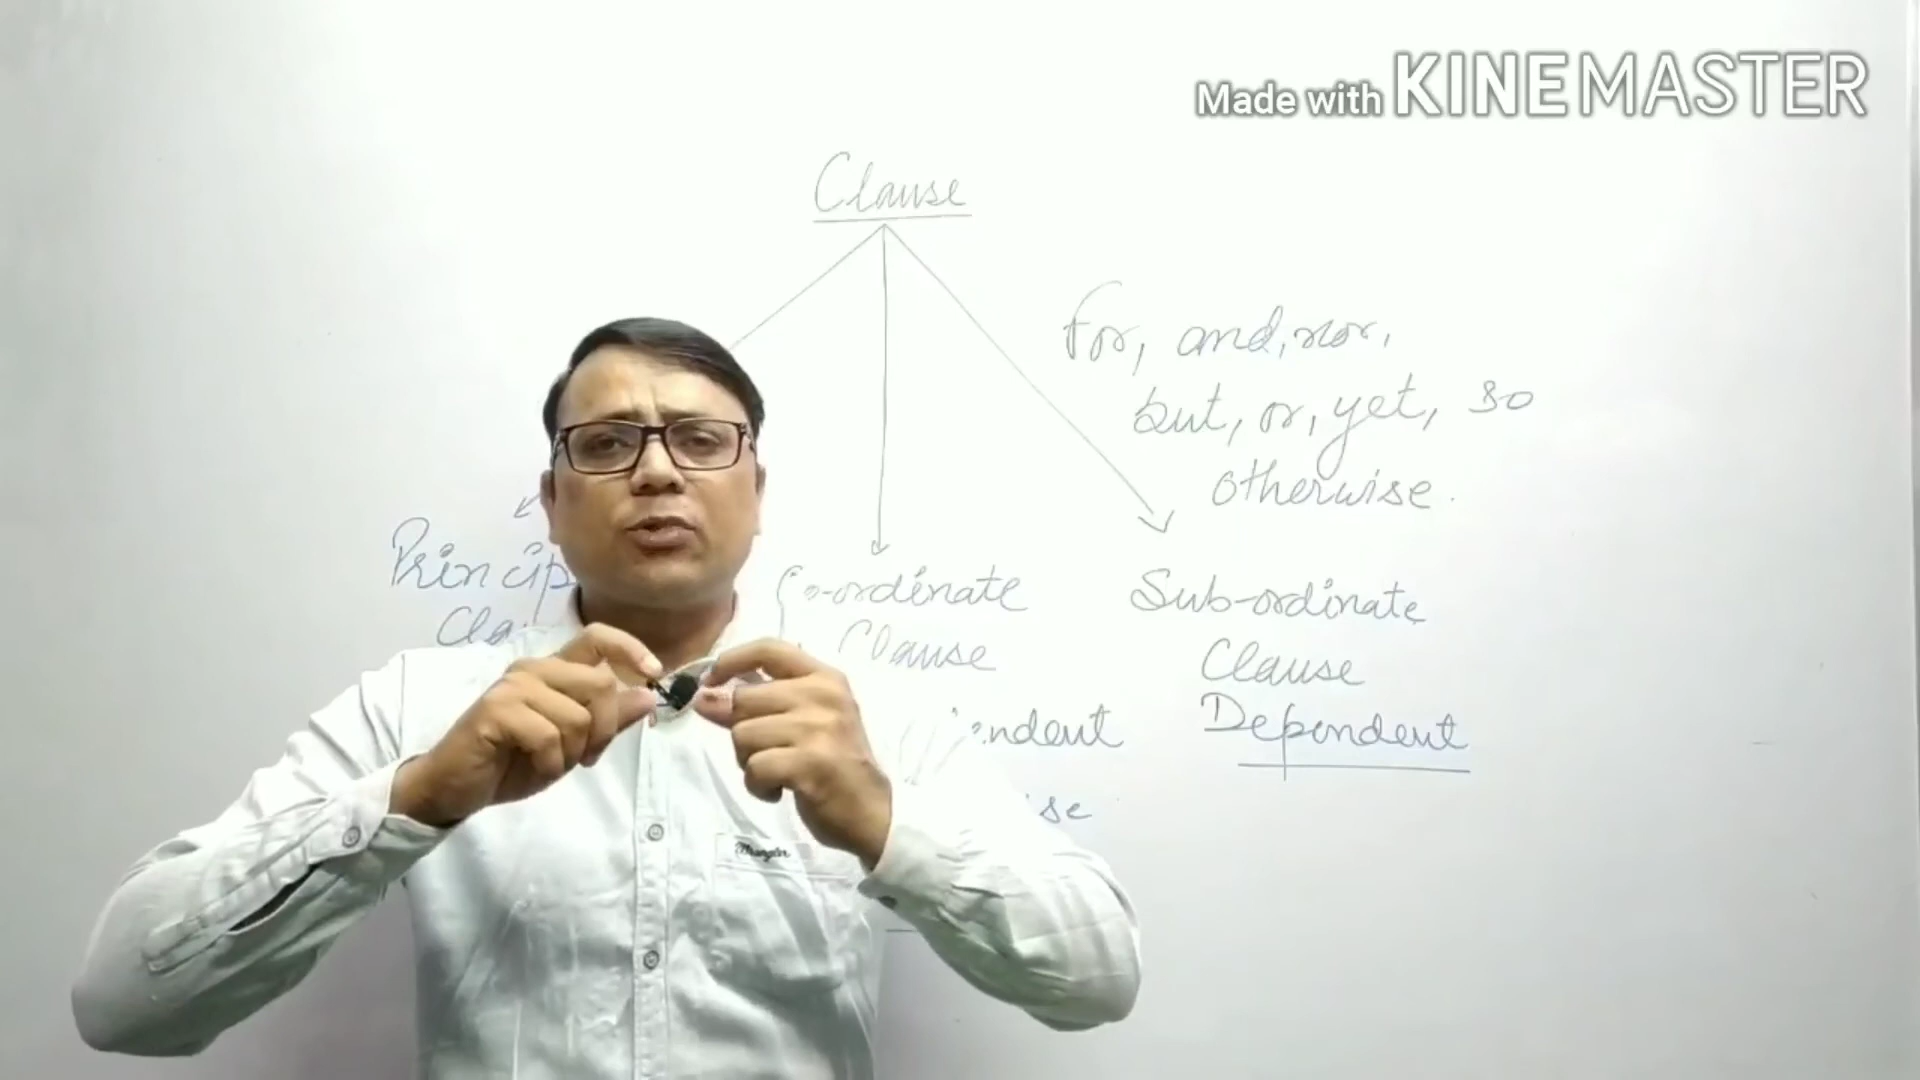 Made with KINEMASTER
Clause
For, and, nor,
but, or, yet, so
otherwise.
Co-ordinate
Clause
Sub-ordinate
Clause
Dependent
Wrangler